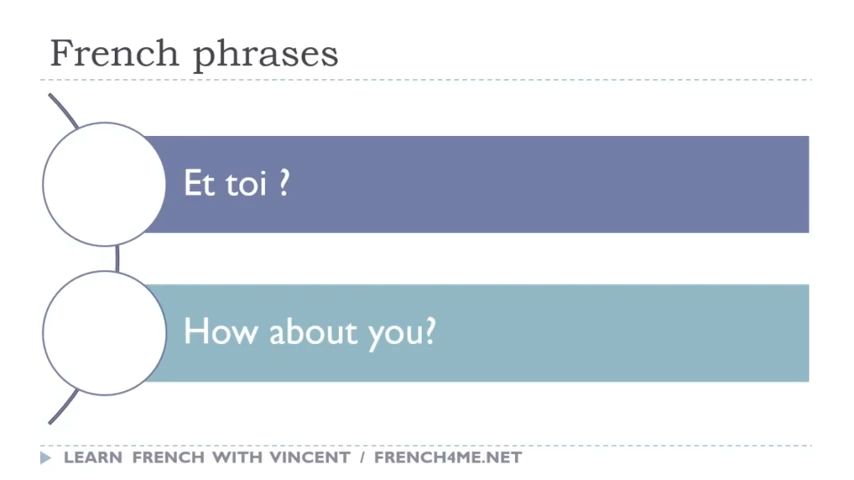 French phrases
Et toi ?
How about you?
LEARN FRENCH WITH VINCENT / FRENCH4ME.NET